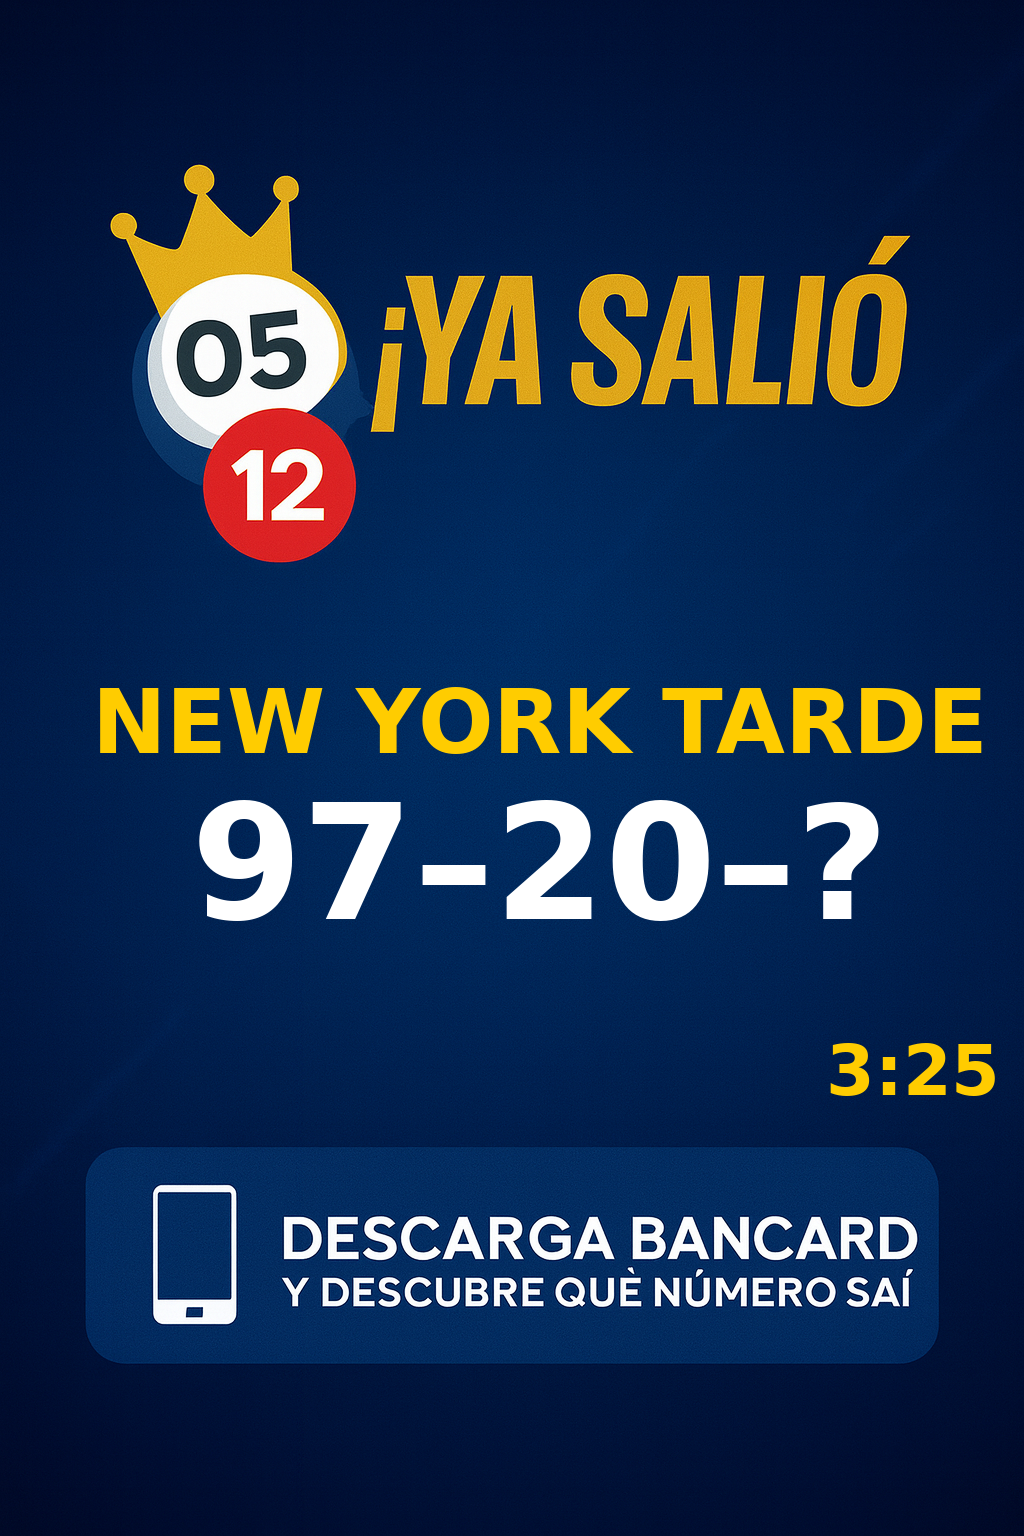 05
12
¡YA SALIÓ
NEW YORK TARDE
97–20–?
3:25
DESCARGA BANCARD
Y DESCUBRE QUÈ NÚMERO SAÍ